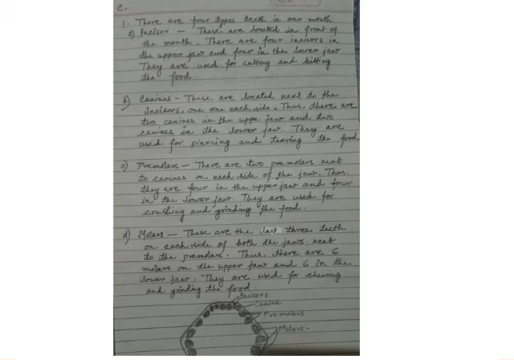 C.
1. There are four types teeth in our mouth
a) Incisor - These are located in front of
the mouth. There are four incisors in
the upper jaw and four in the lower jaw
They are used for cutting and bitting
the food.
b) Canines - These are located next to the
incisors, one one each side. Thus, there are
two canines in the uppe jaw and two
canines in the lower jaw. They are
used for piercing and tearing the food
c) Premolars - There are two premolars next
to canines on each side of the jaw. Thus,
they are four in the upper jaw and four
in the lower jaw. They are used for
crashing and grinding the food.
d) Molars - These are the last three teeth
on each side of both the jaws next
to the premolars. Thus, there are 6
molars on the upper jaw and 6 in the
lower jaw. They are used for chewing
and grinding the food
Incisors
Canine
Premolars
Molars.